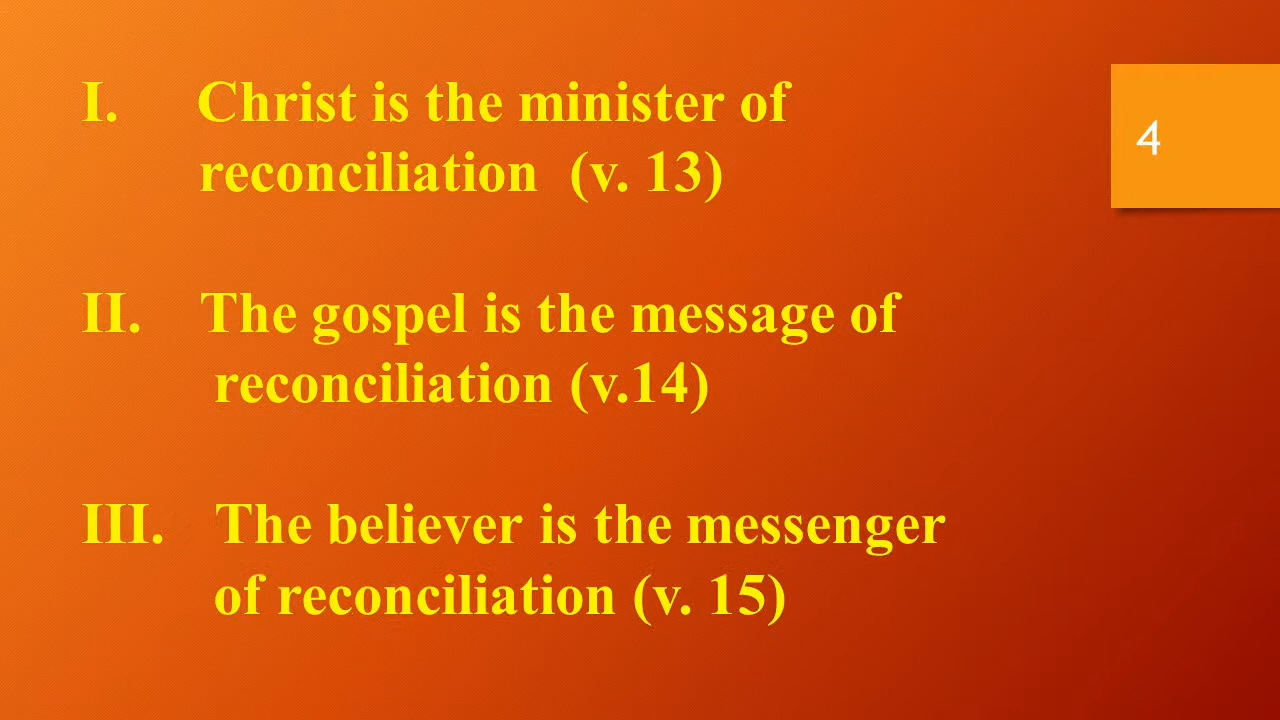 I. Christ is the minister of
reconciliation (v. 13)
4
II. The gospel is the message of
reconciliation (v.14)
III. The believer is the messenger
of reconciliation (v. 15)